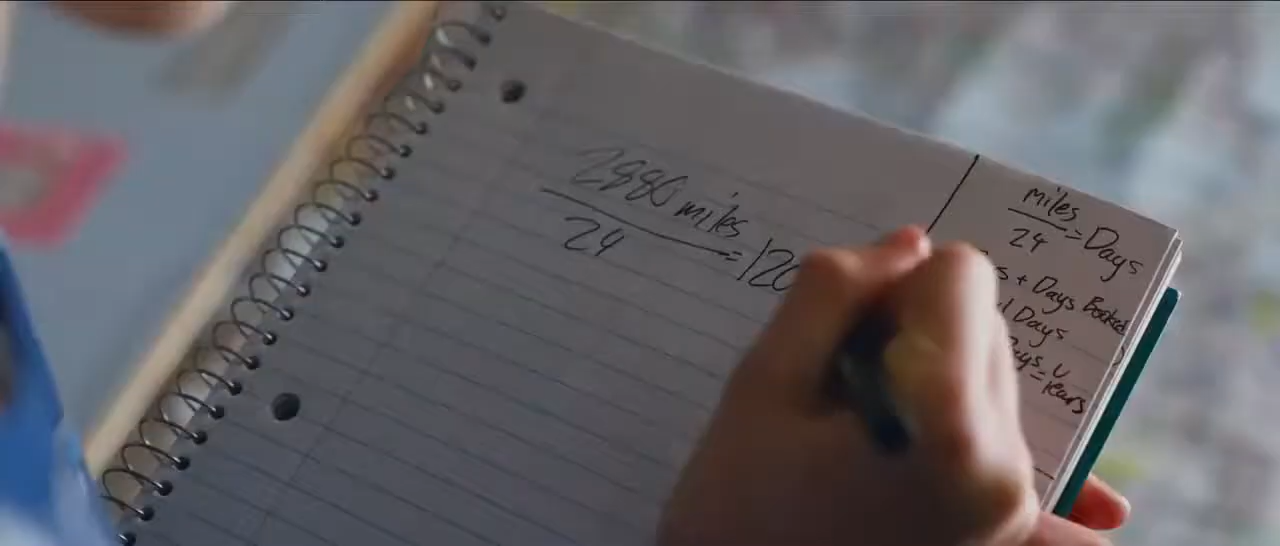 2880 miles
24
= 120
miles
24
= Days
+ Days Booked
Days
= Years